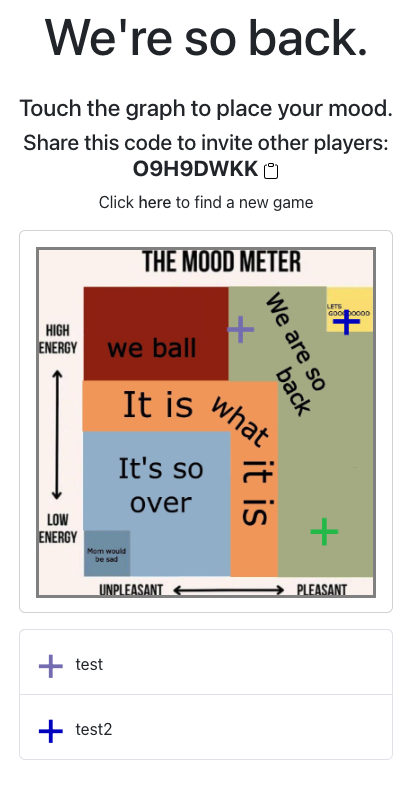 We're so back.
Touch the graph to place your mood.
Share this code to invite other players:
O9H9DWKK
Click here to find a new game
THE MOOD METER
HIGH
ENERGY
we ball
We are so
back
LETS
It is what it is
It's so
over
LOW
ENERGY
Mom would
be sad
UNPLEASANT
PLEASANT
test
test2